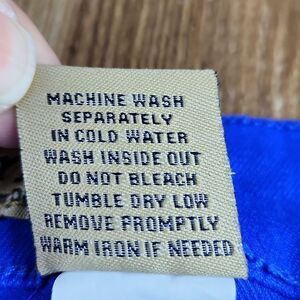 MACHINE WASH
SEPARATELY
IN COLD WATER
WASH INSIDE OUT
DO NOT BLEACH
TUMBLE DRY LOW
REMOVE PROMPTLY
WARM IRON IF NEEDED